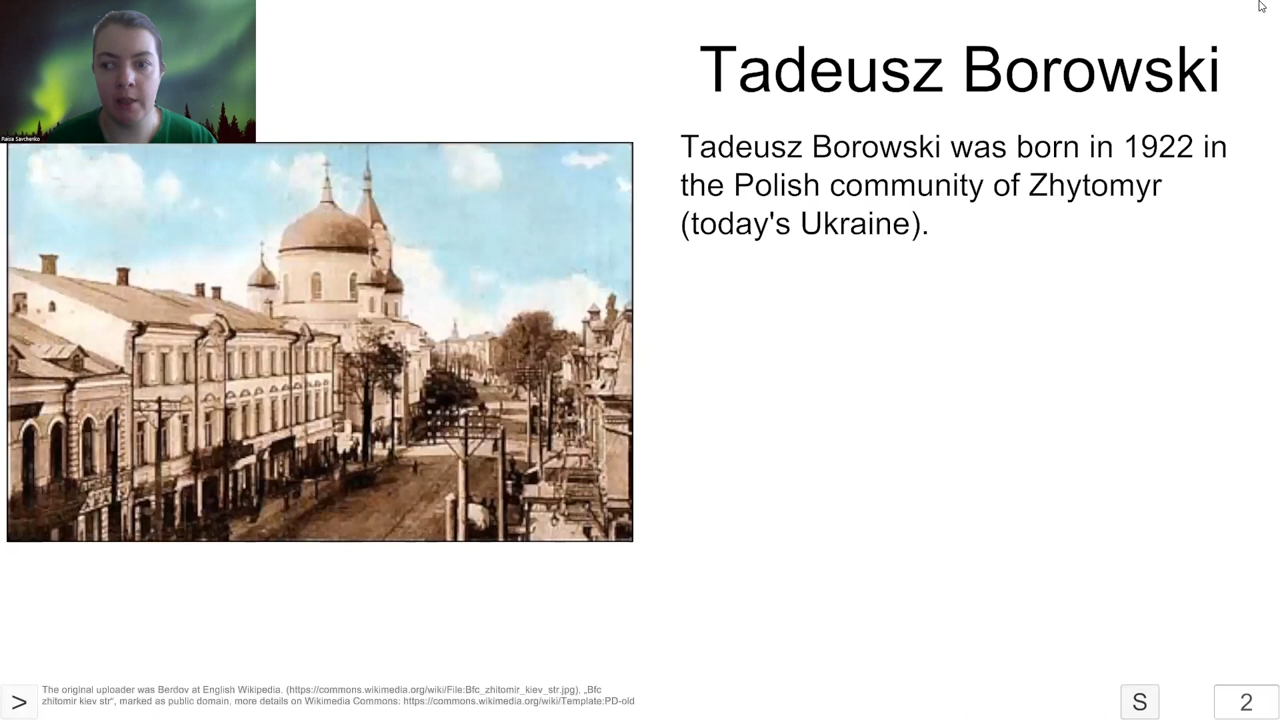 Raisa Savchenko
Tadeusz Borowski
Tadeusz Borowski was born in 1922 in
the Polish community of Zhytomyr
(today's Ukraine).
> The original uploader was Berdov at English Wikipedia. (https://commons.wikimedia.org/wiki/File:Bfc_zhitomir_kiev_str.jpg). „Bfc
zhitomir kiev str“, marked as public domain, more details on Wikimedia Commons: https://commons.wikimedia.org/wiki/Template:PD-old
S
2